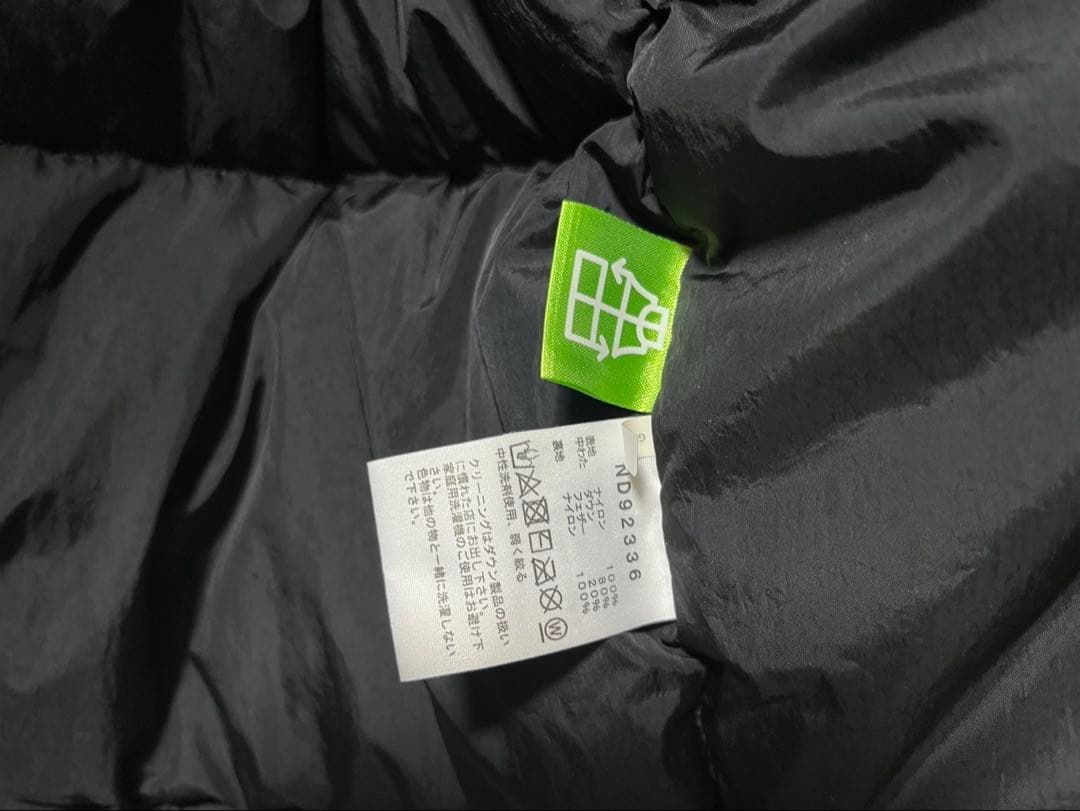 G
ND92336
表地 ナイロン 100%
中わた ダウン 80%
フェザー 20%
裏地 ナイロン 100%
中性洗剤使用、弱く絞る
クリーニングはダウン製品の扱い
に慣れた店にお出し下さい。
家庭用洗濯機のご使用はお避け下
さい。
色物は他の物と一緒に洗濯しない
で下さい。